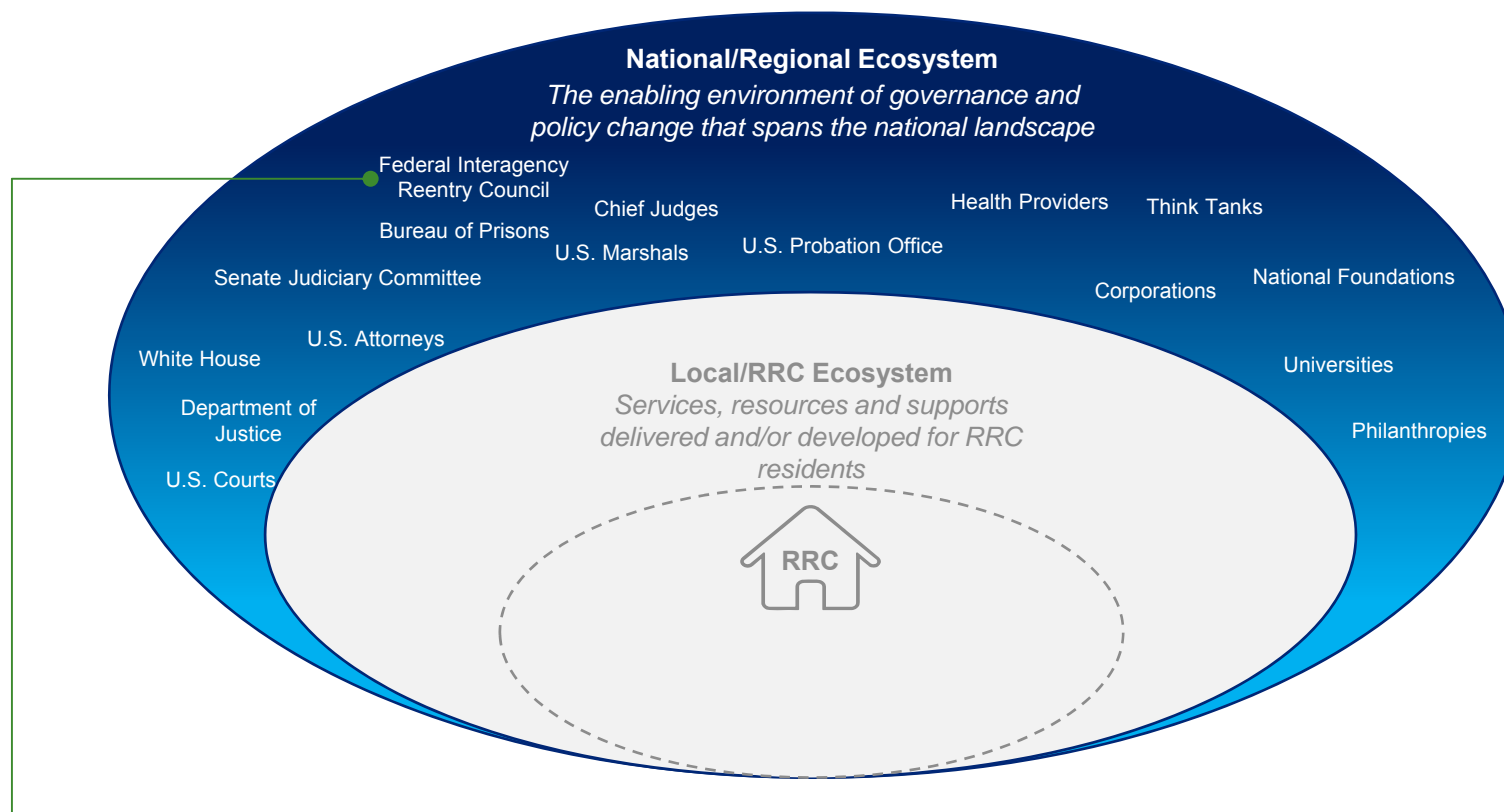 National/Regional Ecosystem
The enabling environment of governance and
policy change that spans the national landscape
Federal Interagency
Reentry Council
Chief Judges
Health Providers
Think Tanks
Bureau of Prisons
U.S. Marshals
U.S. Probation Office
Senate Judiciary Committee
Corporations
National Foundations
U.S. Attorneys
White House
Universities
Department of
Justice
Philanthropies
U.S. Courts
Local/RRC Ecosystem
Services, resources and supports
delivered and/or developed for RRC
residents
RRC